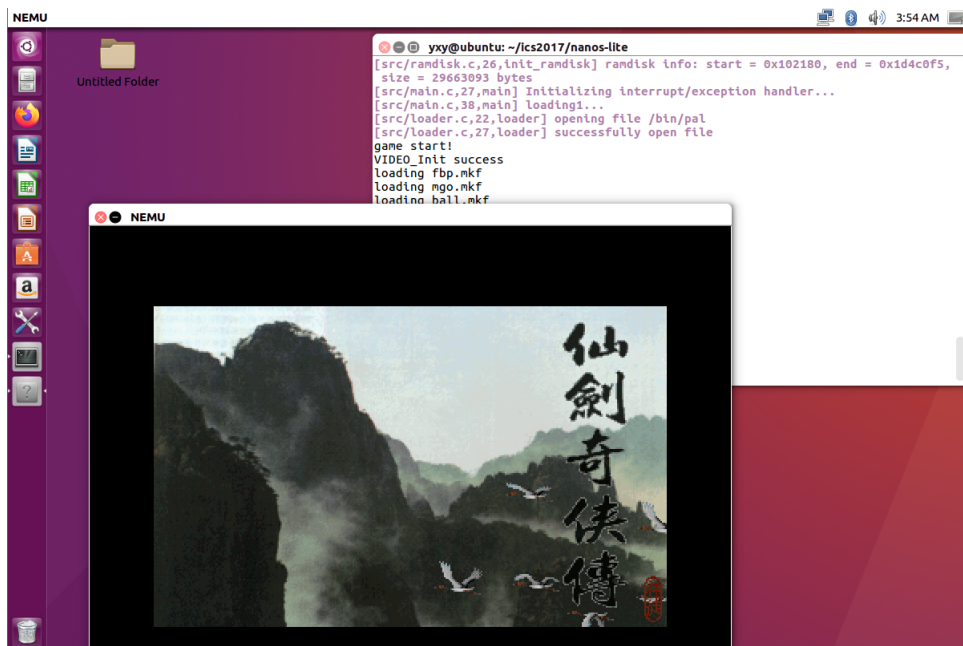 NEMU
3:54 AM
Untitled Folder
yxy@ubuntu: ~/ics2017/nanos-lite
[src/ramdisk.c,26,init_ramdisk] ramdisk info: start = 0x102180, end = 0x1d4c0f5,
size = 29663093 bytes
[src/main.c,27,main] Initializing interrupt/exception handler...
[src/main.c,38,main] loading1...
[src/loader.c,22,loader] opening file /bin/pal
[src/loader.c,27,loader] successfully open file
game start!
VIDEO_Init success
loading fbp.mkf
loading mgo.mkf
loading ball.mkf
NEMU
仙劍奇俠傳